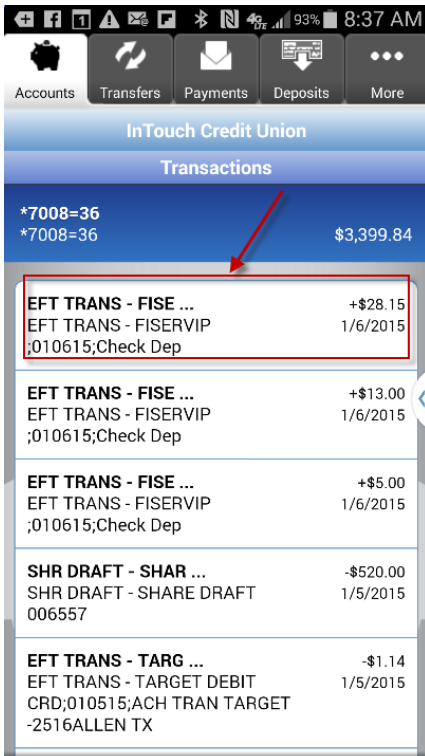 1
4G
LTE
93%
8:37 AM
Accounts Transfers Payments Deposits More
InTouch Credit Union
Transactions
*7008=36
*7008=36 $3,399.84
EFT TRANS - FISE ... +$28.15
EFT TRANS - FISERVIP 1/6/2015
;010615;Check Dep
EFT TRANS - FISE ... +$13.00
EFT TRANS - FISERVIP 1/6/2015
;010615;Check Dep
EFT TRANS - FISE ... +$5.00
EFT TRANS - FISERVIP 1/6/2015
;010615;Check Dep
SHR DRAFT - SHAR ... -$520.00
SHR DRAFT - SHARE DRAFT 1/5/2015
006557
EFT TRANS - TARG ... -$1.14
EFT TRANS - TARGET DEBIT 1/5/2015
CRD;010515;ACH TRAN TARGET
-2516ALLEN TX